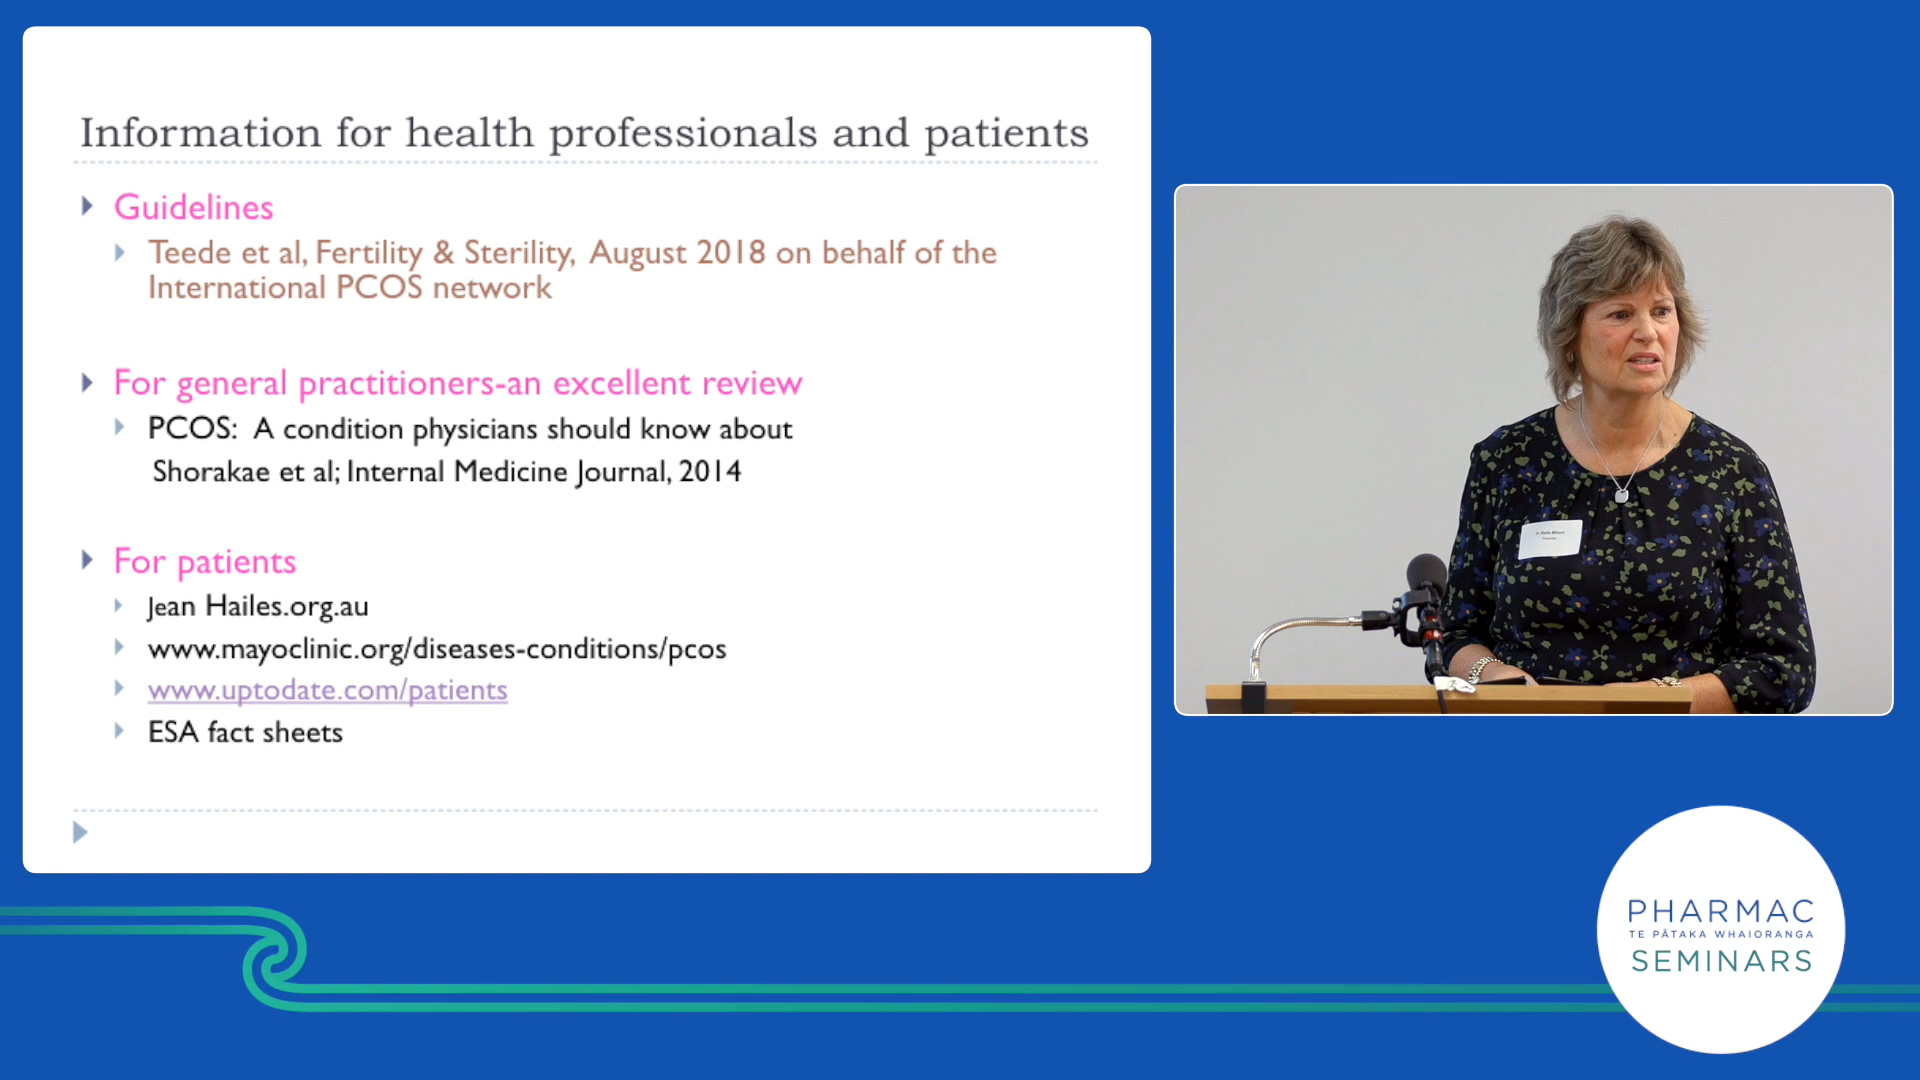 Information for health professionals and patients
Guidelines
Teede et al, Fertility & Sterility, August 2018 on behalf of the
International PCOS network
For general practitioners-an excellent review
PCOS: A condition physicians should know about
Shorakae et al; Internal Medicine Journal, 2014
For patients
Jean Hailes.org.au
www.mayoclinic.org/diseases-conditions/pcos
www.uptodate.com/patients
ESA fact sheets
PHARMAC
TE PĀTAKA WHAIORANGA
SEMINARS